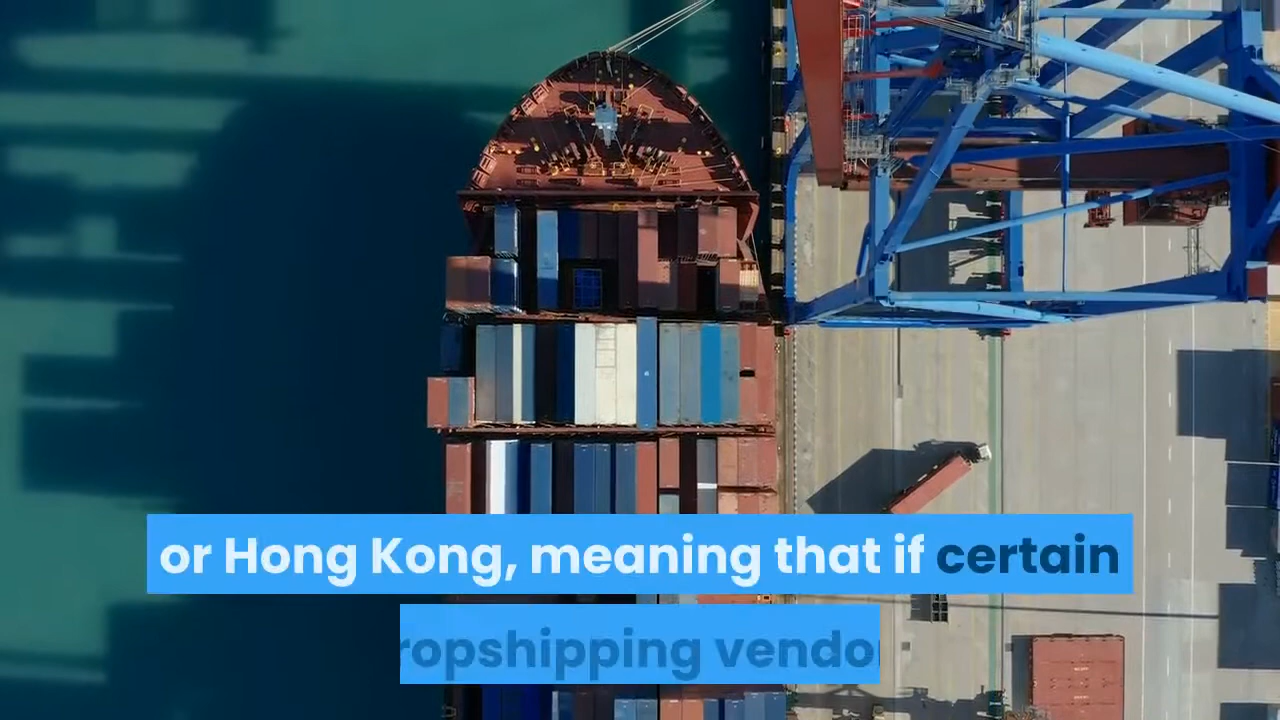 or Hong Kong, meaning that if certain
ropshipping vendo